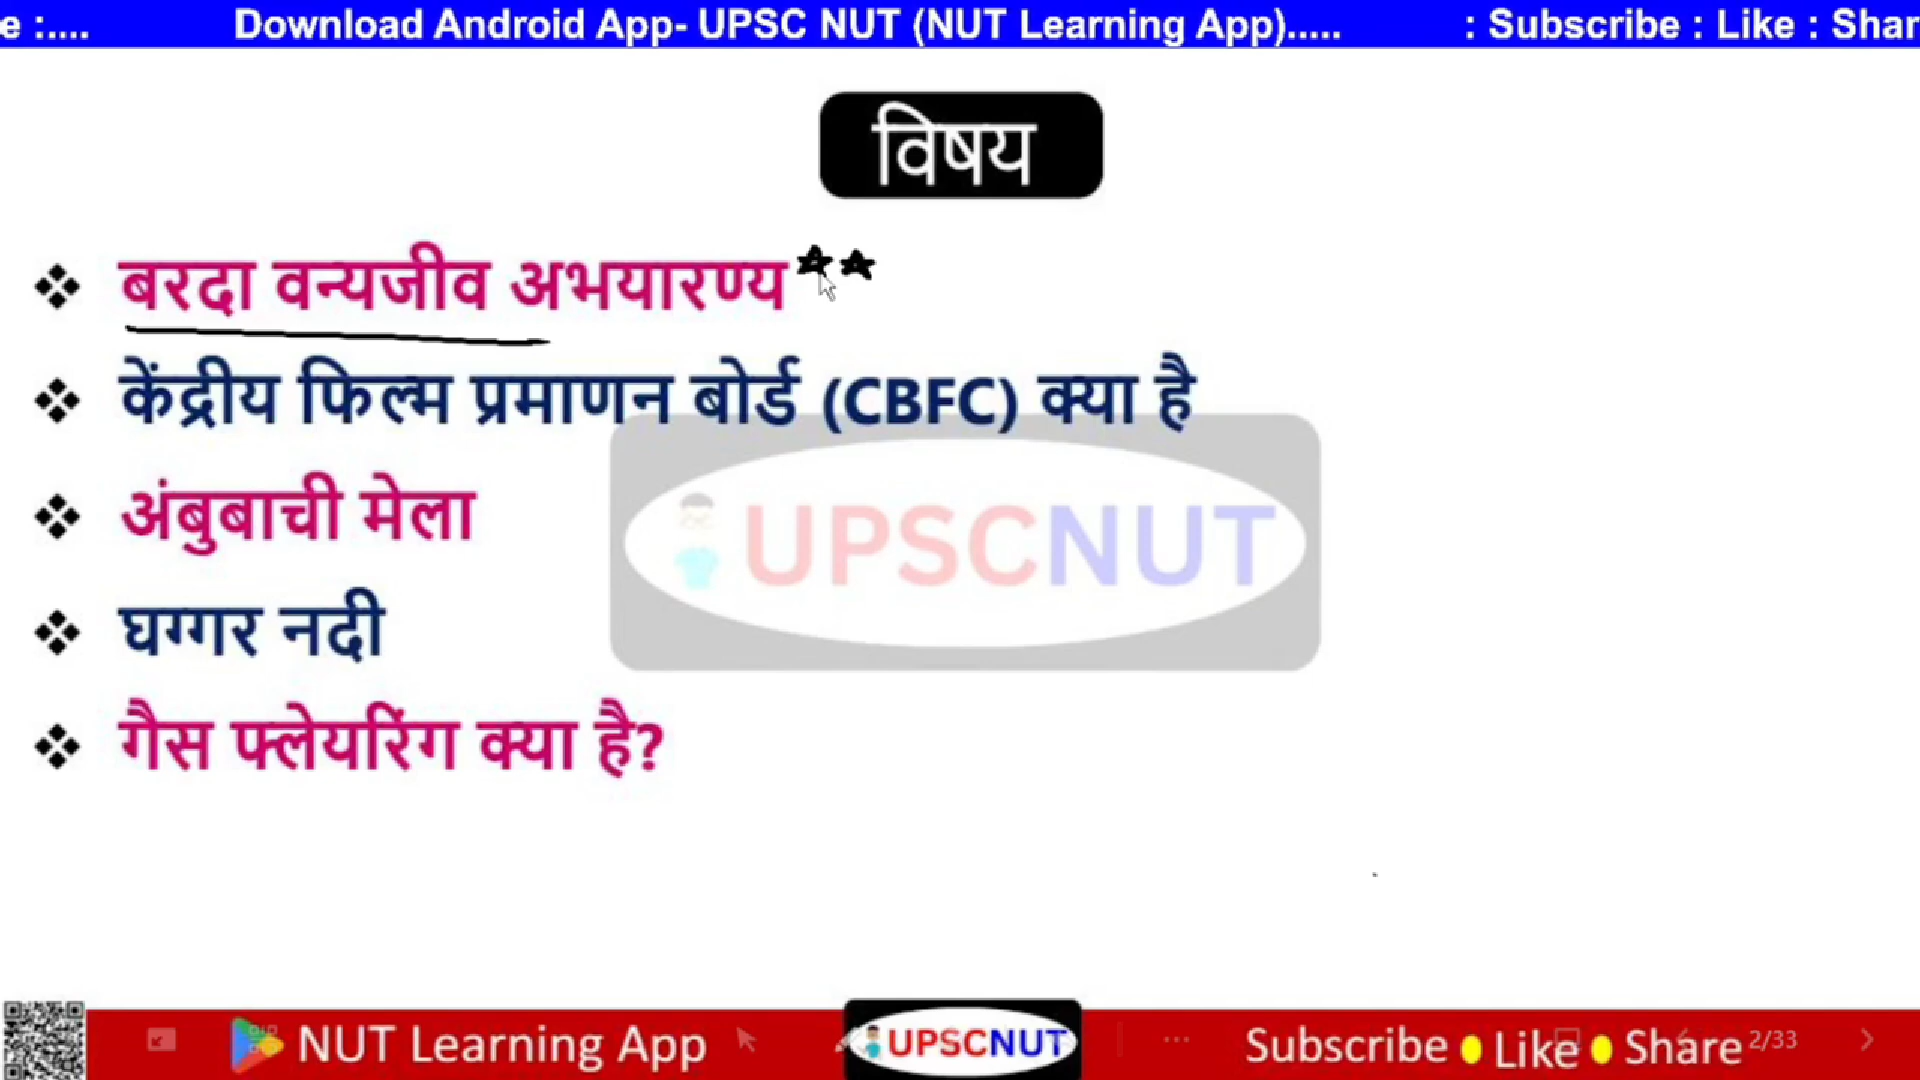 e :.... Download Android App- UPSC NUT (NUT Learning App)..... : Subscribe : Like : Shar
विषय
बरदा वन्यजीव अभयारण्य
केंद्रीय फिल्म प्रमाणन बोर्ड (CBFC) क्या है
अंबुबाची मेला
UPSCNUT
घग्गर नदी
गैस फ्लेयरिंग क्या है?
NUT Learning App UPSCNUT Subscribe Like Share 2/33